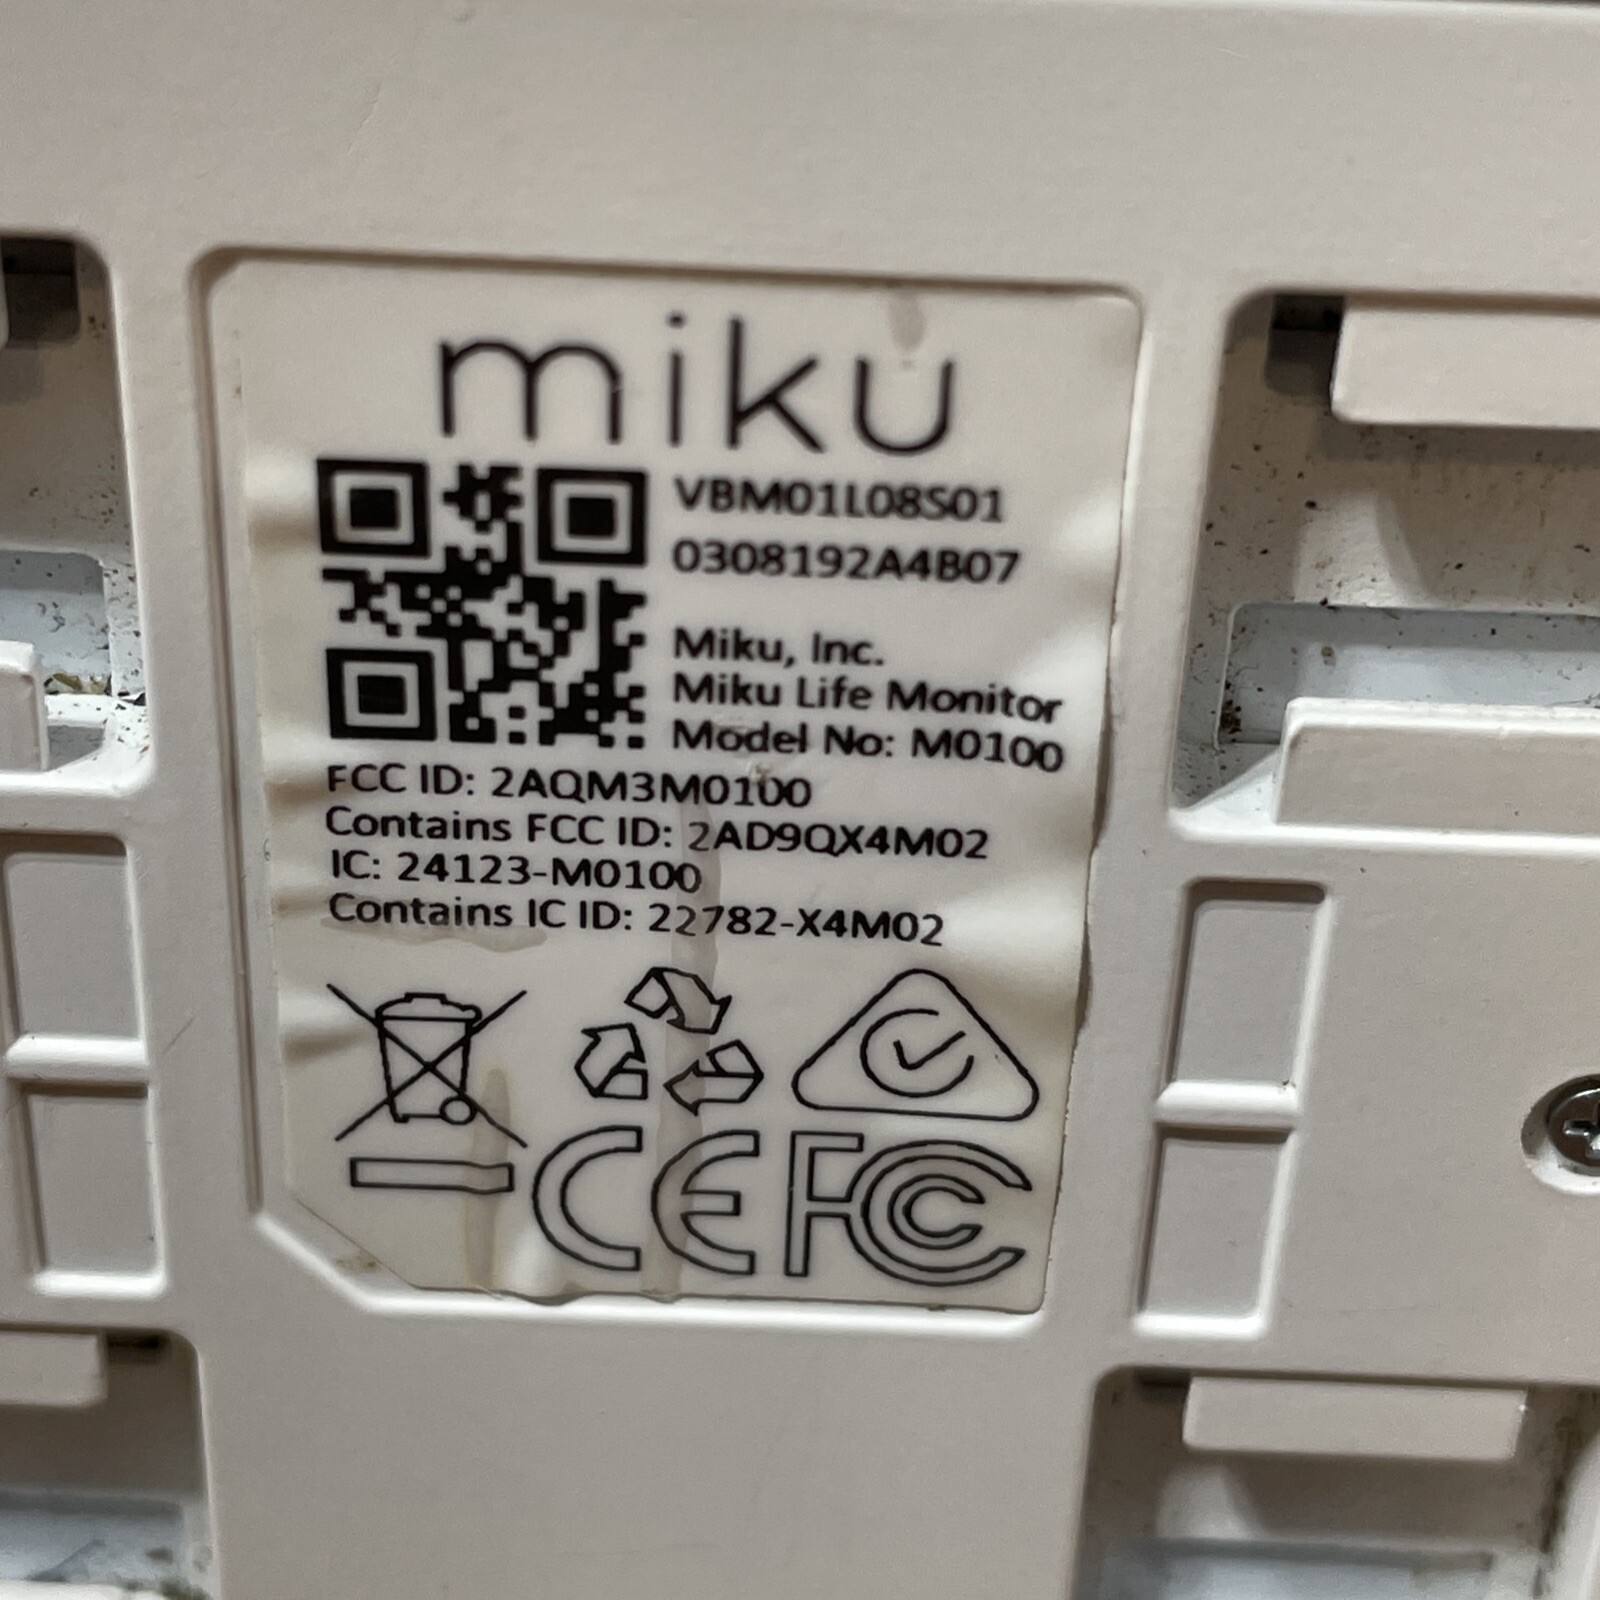 miku
VBM01L08S01
0308192A4B07
Miku, Inc.
Miku Life Monitor
Model No: M0100
FCC ID: 2AQM3M0100
Contains FCC ID: 2AD9QX4M02
IC: 24123-M0100
Contains IC ID: 22782-X4M02
CE FCC